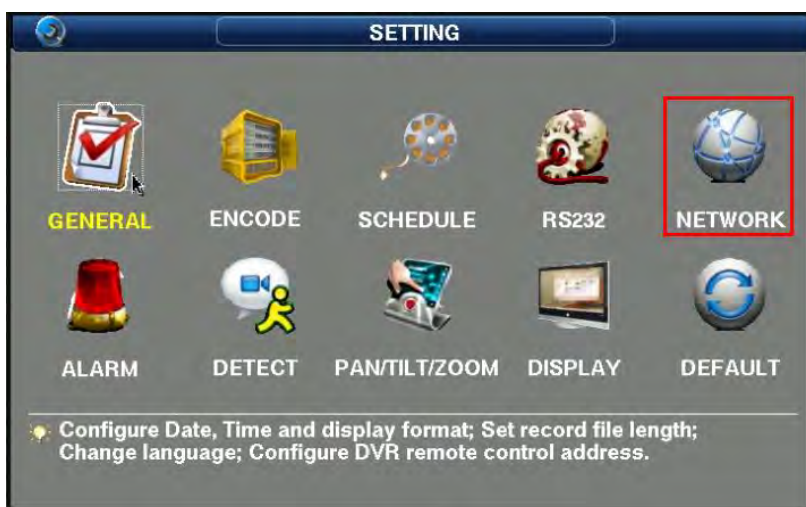 SETTING
GENERAL ENCODE SCHEDULE RS232 NETWORK
ALARM DETECT PAN/TILT/ZOOM DISPLAY DEFAULT
Configure Date, Time and display format; Set record file length;
Change language; Configure DVR remote control address.